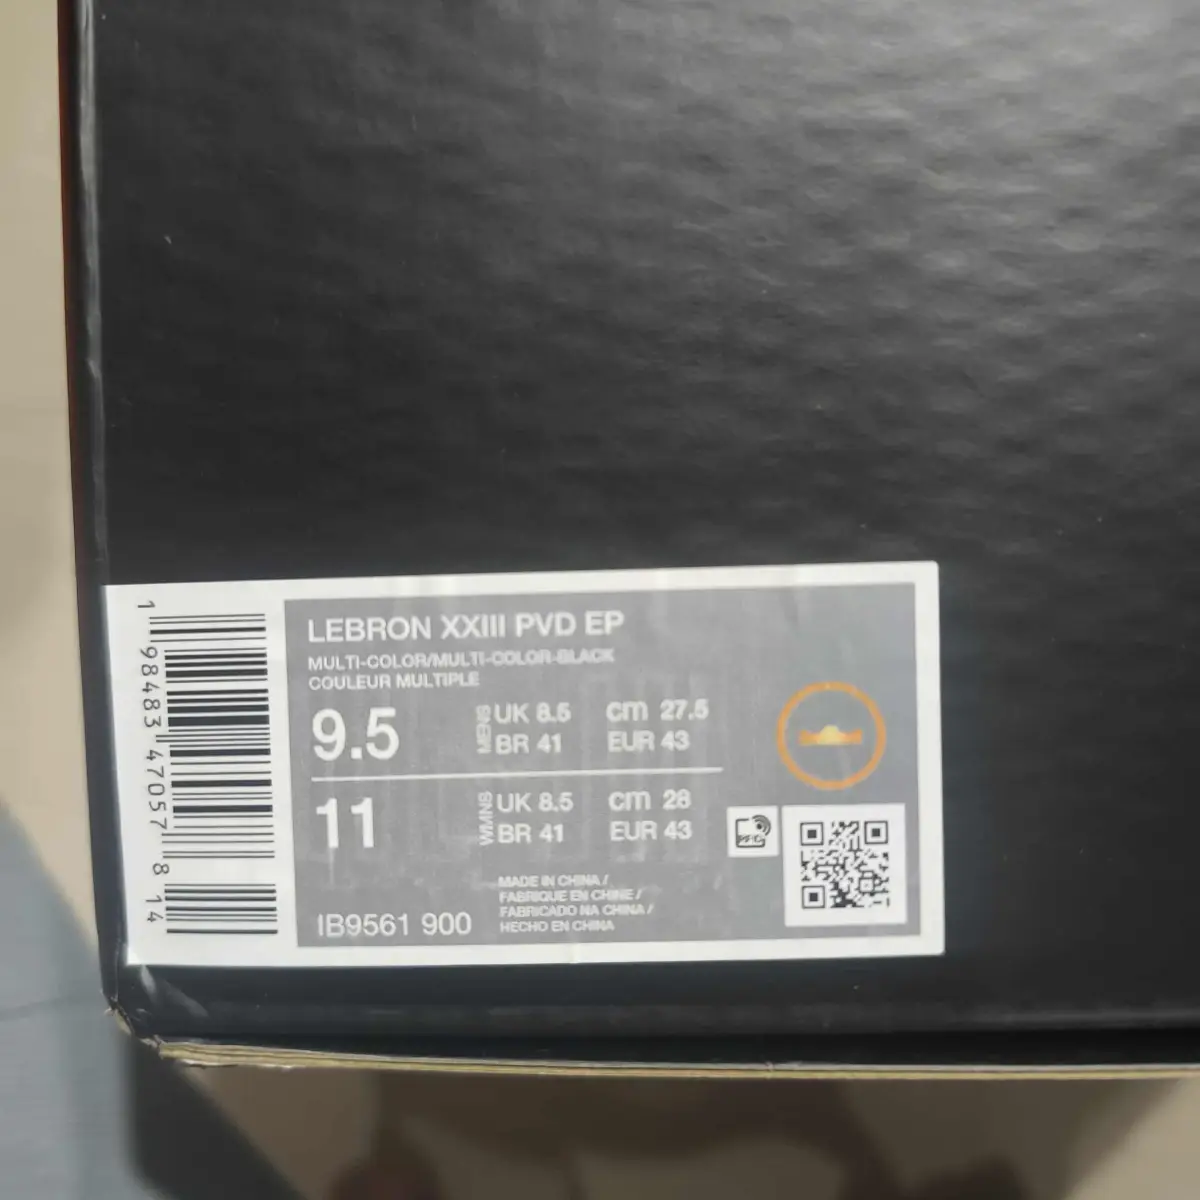 LEBRON XXIII PVD EP
MULTI-COLOR/MULTI-COLOR-BLACK
COULEUR MULTIPLE
9.5 MENS UK 8.5 cm 27.5
BR 41 EUR 43
11 WMNS UK 8.5 cm 28
BR 41 EUR 43
MADE IN CHINA /
FABRIQUE EN CHINE /
FABRICADO NA CHINA /
HECHO EN CHINA
IB9561 900
RFID
1 98483 47057 8 14